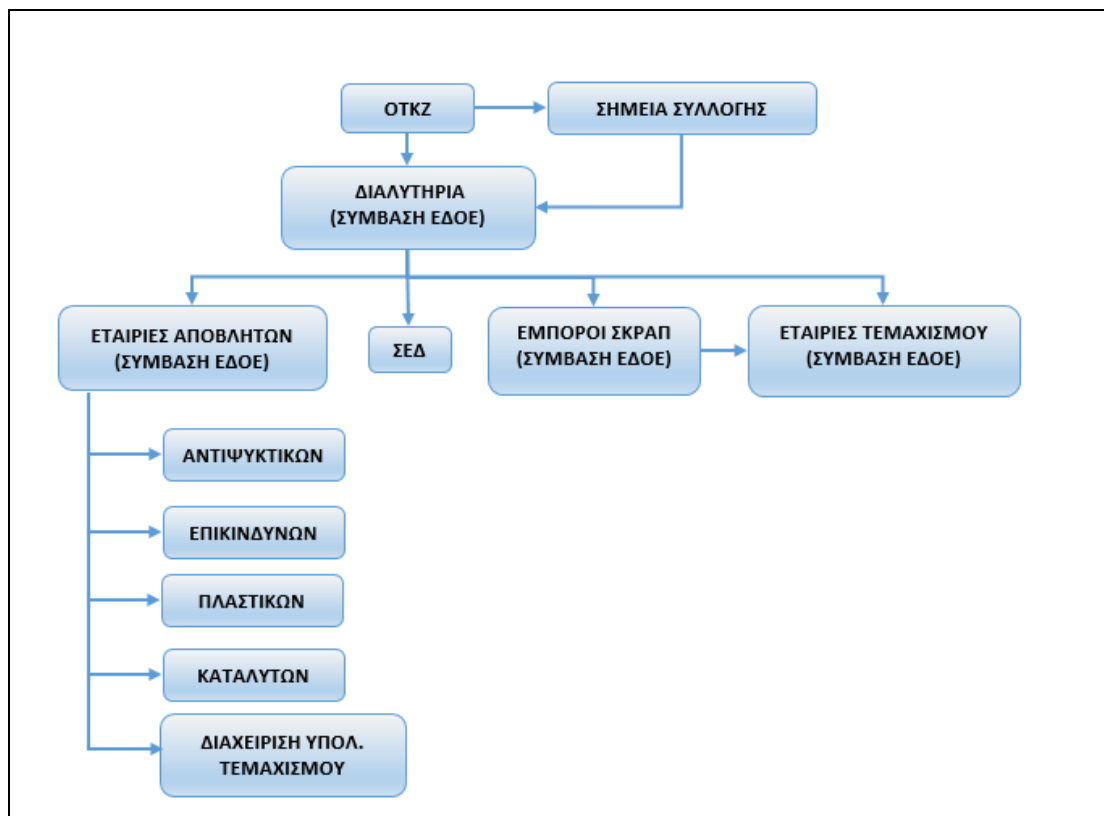 ΟΤΚΖ
ΣΗΜΕΙΑ ΣΥΛΛΟΓΗΣ
ΔΙΑΛΥΤΗΡΙΑ
(ΣΥΜΒΑΣΗ ΕΔΟΕ)
ΕΤΑΙΡΙΕΣ ΑΠΟΒΛΗΤΩΝ
(ΣΥΜΒΑΣΗ ΕΔΟΕ)
ΣΕΔ
ΕΜΠΟΡΟΙ ΣΚΡΑΠ
(ΣΥΜΒΑΣΗ ΕΔΟΕ)
ΕΤΑΙΡΙΕΣ ΤΕΜΑΧΙΣΜΟΥ
(ΣΥΜΒΑΣΗ ΕΔΟΕ)
ΑΝΤΙΨΥΚΤΙΚΩΝ
ΕΠΙΚΙΝΔΥΝΩΝ
ΠΛΑΣΤΙΚΩΝ
ΚΑΤΑΛΥΤΩΝ
ΔΙΑΧΕΙΡΙΣΗ ΥΠΟΛ.
ΤΕΜΑΧΙΣΜΟΥ